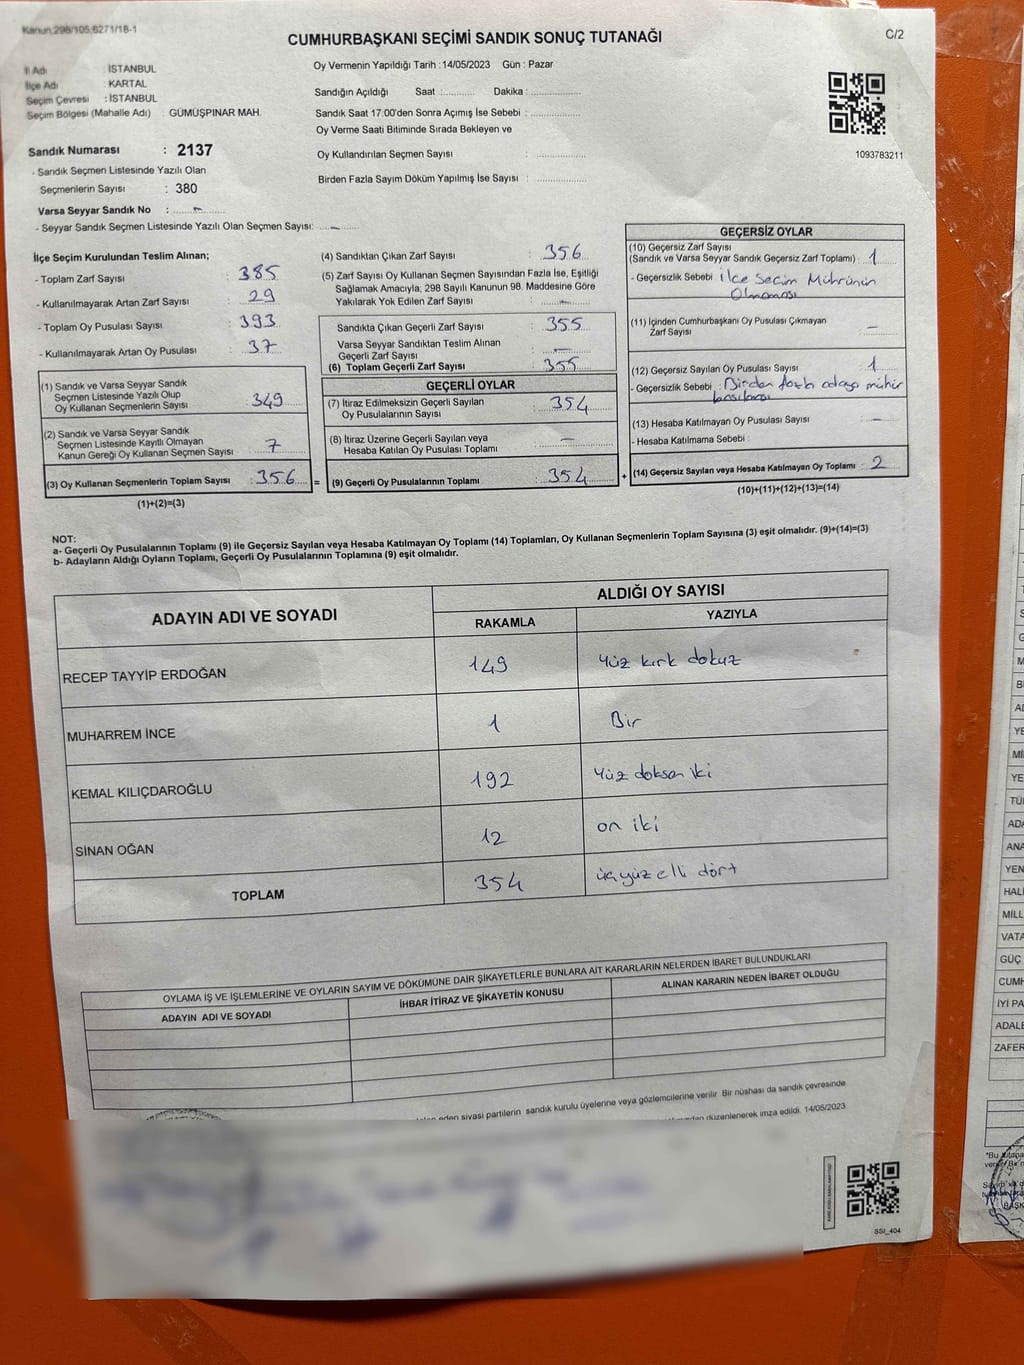 Kanun.298/105,6271/18-1
CUMHURBAŞKANI SEÇİMİ SANDIK SONUÇ TUTANAĞI
C/2
İl Adı : İSTANBUL
İlçe Adı : KARTAL
Seçim Çevresi : İSTANBUL
Seçim Bölgesi (Mahalle Adı) : GÜMÜŞPINAR MAH.
Sandık Numarası : 2137
- Sandık Seçmen Listesinde Yazılı Olan
Seçmenlerin Sayısı : 380
Varsa Seyyar Sandık No : -
- Seyyar Sandık Seçmen Listesinde Yazılı Olan Seçmen Sayısı: -
Oy Vermenin Yapıldığı Tarih :14/05/2023 Gün : Pazar
Sandığın Açıldığı Saat :.......... Dakika :..........
Sandık Saat 17:00'den Sonra Açımış İse Sebebi :..........
Oy Verme Saati Bitiminde Sırada Bekleyen ve
Oy Kullandırılan Seçmen Sayısı :..........
Birden Fazla Sayım Döküm Yapılmış İse Sayısı :..........
1093783211
İlçe Seçim Kurulundan Teslim Alınan;
- Toplam Zarf Sayısı : 385
- Kullanılmayarak Artan Zarf Sayısı : 29
- Toplam Oy Pusulası Sayısı : 393
- Kullanılmayarak Artan Oy Pusulası : 37
(1) Sandık ve Varsa Seyyar Sandık
Seçmen Listesinde Yazılı Olup
Oy Kullanan Seçmenlerin Sayısı : 349
(2) Sandık ve Varsa Seyyar Sandık
Seçmen Listesinde Kayıtlı Olmayan
Kanun Gereği Oy Kullanan Seçmen Sayısı : 7
(3) Oy Kullanan Seçmenlerin Toplam Sayısı : 356 =
(1)+(2)=(3)
(4) Sandıktan Çıkan Zarf Sayısı : 356
(5) Zarf Sayısı Oy Kullanan Seçmen Sayısından Fazla İse, Eşitliği
Sağlamak Amacıyla; 298 Sayılı Kanunun 98. Maddesine Göre
Yakılarak Yok Edilen Zarf Sayısı : -
Sandıkta Çıkan Geçerli Zarf Sayısı : 355
Varsa Seyyar Sandıktan Teslim Alınan
Geçerli Zarf Sayısı : -
(6) Toplam Geçerli Zarf Sayısı : 355
GEÇERLİ OYLAR
(7) İtiraz Edilmeksizin Geçerli Sayılan
Oy Pusulalarının Sayısı : 354
(8) İtiraz Üzerine Geçerli Sayılan veya
Hesaba Katılan Oy Pusulası Toplamı : -
(9) Geçerli Oy Pusulalarının Toplamı : 354 +
GEÇERSİZ OYLAR
(10) Geçersiz Zarf Sayısı
(Sandık ve Varsa Seyyar Sandık Geçersiz Zarf Toplamı) : 1
- Geçersizlik Sebebi : İlçe Seçim Mührünün
Olmaması
(11) İçinden Cumhurbaşkanı Oy Pusulası Çıkmayan
Zarf Sayısı : -
(12) Geçersiz Sayılan Oy Pusulası Sayısı : 1
- Geçersizlik Sebebi : Birden fazla adaya mühür
basılması
(13) Hesaba Katılmayan Oy Pusulası Sayısı : -
- Hesaba Katılmama Sebebi :
(14) Geçersiz Sayılan veya Hesaba Katılmayan Oy Toplamı : 2
(10)+(11)+(12)+(13)=(14)
NOT:
a- Geçerli Oy Pusulalarının Toplamı (9) ile Geçersiz Sayılan veya Hesaba Katılmayan Oy Toplamı (14) Toplamları, Oy Kullanan Seçmenlerin Toplam Sayısına (3) eşit olmalıdır. (9)+(14)=(3)
b- Adayların Aldığı Oyların Toplamı, Geçerli Oy Pusulalarının Toplamına (9) eşit olmalıdır.
ADAYIN ADI VE SOYADI ALDIĞI OY SAYISI
RAKAMLA YAZIYLA
RECEP TAYYİP ERDOĞAN 149 Yüz kırk dokuz
MUHARREM İNCE 1 Bir
KEMAL KILIÇDAROĞLU 192 Yüz doksan iki
SİNAN OĞAN 12 on iki
TOPLAM 354 üçyüz elli dört
OYLAMA İŞ VE İŞLEMLERİNE VE OYLARIN SAYIM VE DÖKÜMÜNE DAİR ŞİKAYETLERLE BUNLARA AİT KARARLARIN NELERDEN İBARET BULUNDUKLARI
ADAYIN ADI VE SOYADI İHBAR İTİRAZ VE ŞİKAYETİN KONUSU ALINAN KARARIN NEDEN İBARET OLDUĞU
eden siyasi partilerin sandık kurulu üyelerine veya gözlemcilerine verilir. Bir nüshası da sandık çevresinde
düzenlenerek imza edildi. 14/05/2023
SSI_404